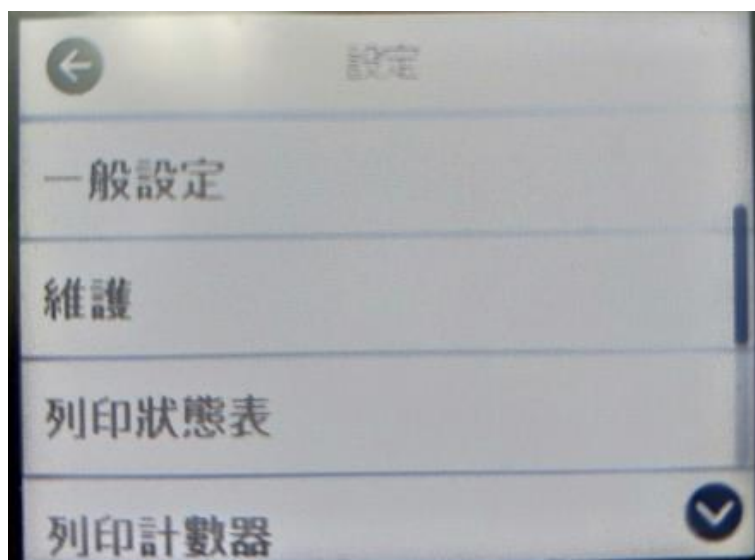 設定
一般設定
維護
列印狀態表
列印計數器